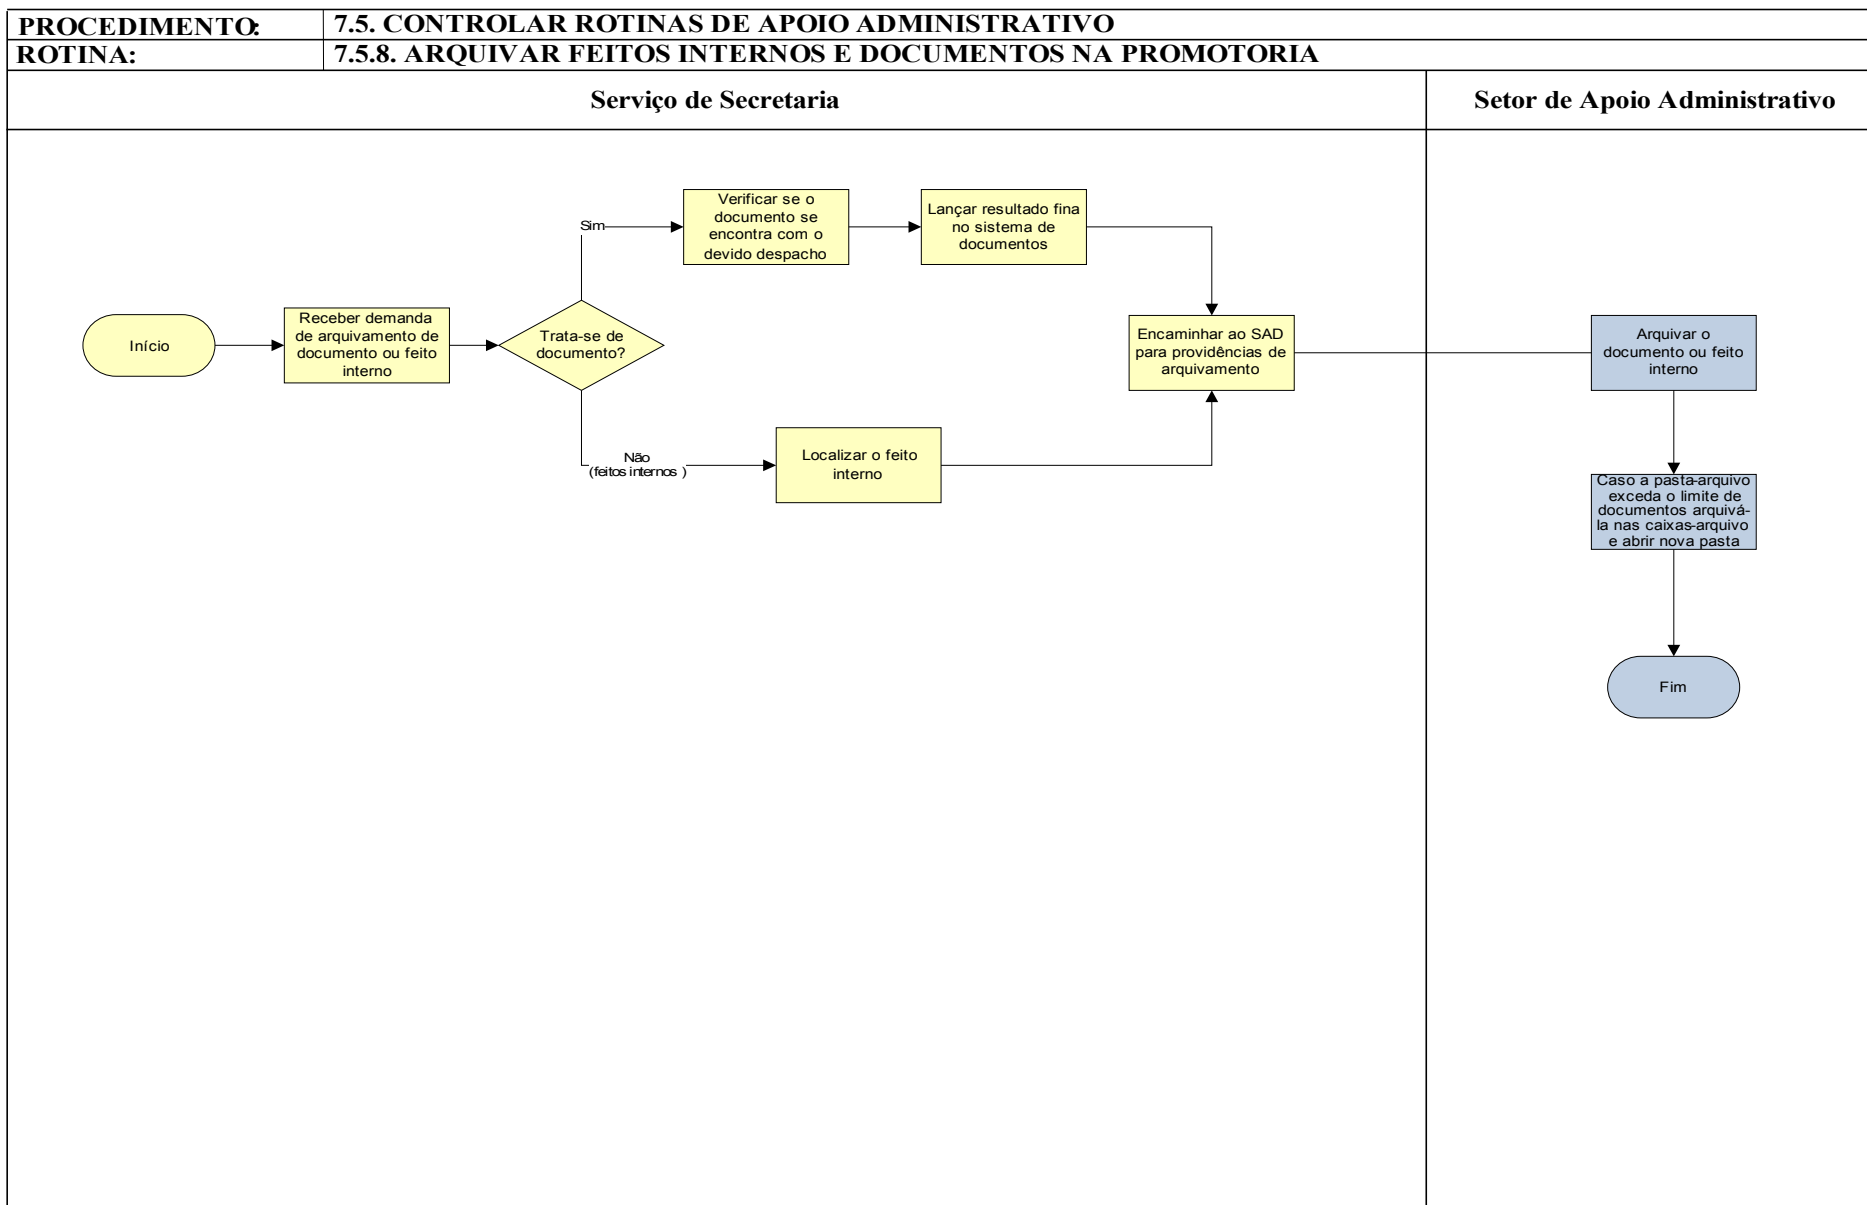 PROCEDIMENTO: 7.5. CONTROLAR ROTINAS DE APOIO ADMINISTRATIVO
ROTINA: 7.5.8. ARQUIVAR FEITOS INTERNOS E DOCUMENTOS NA PROMOTORIA
Serviço de Secretaria
Setor de Apoio Administrativo
Início
Receber demanda
de arquivamento de
documento ou feito
interno
Trata-se de
documento?
Sim
Verificar se o
documento se
encontra com o
devido despacho
Lançar resultado fina
no sistema de
documentos
Não
(feitos internos )
Localizar o feito
interno
Encaminhar ao SAD
para providências de
arquivamento
Arquivar o
documento ou feito
interno
Caso a pasta-arquivo
exceda o limite de
documentos arquivá-
la nas caixas-arquivo
e abrir nova pasta
Fim